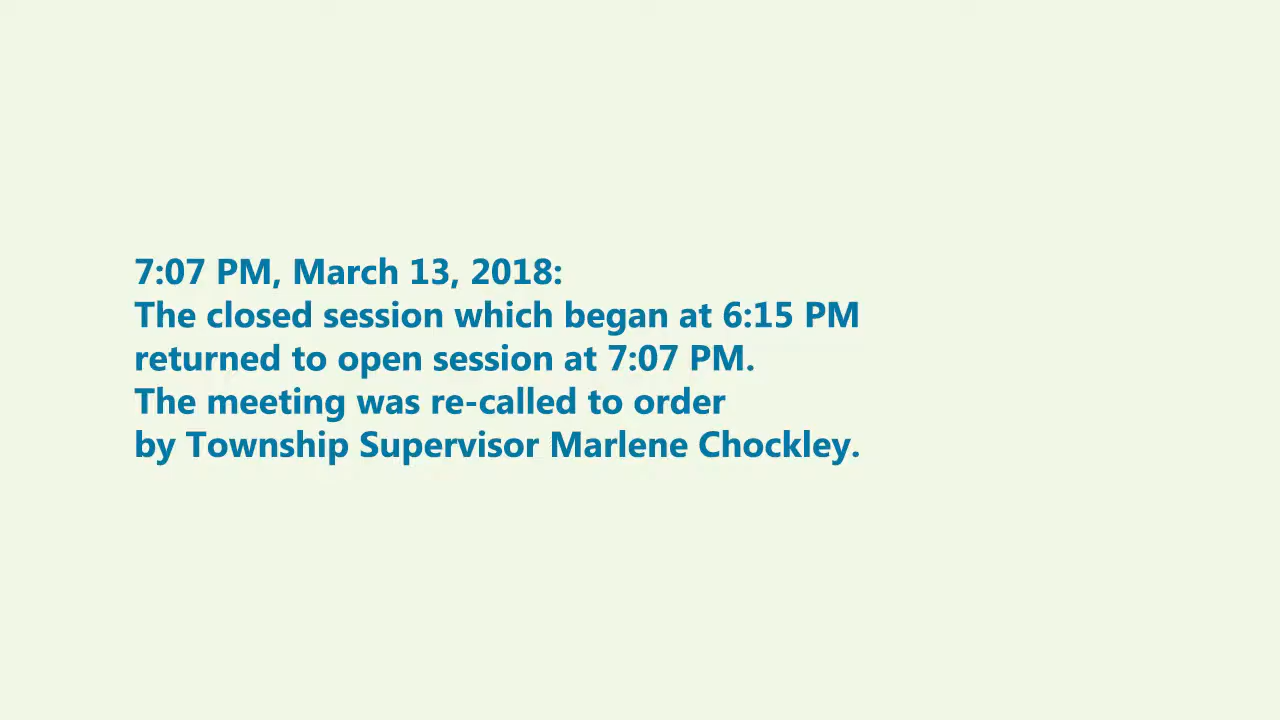 7:07 PM, March 13, 2018:
The closed session which began at 6:15 PM
returned to open session at 7:07 PM.
The meeting was re-called to order
by Township Supervisor Marlene Chockley.